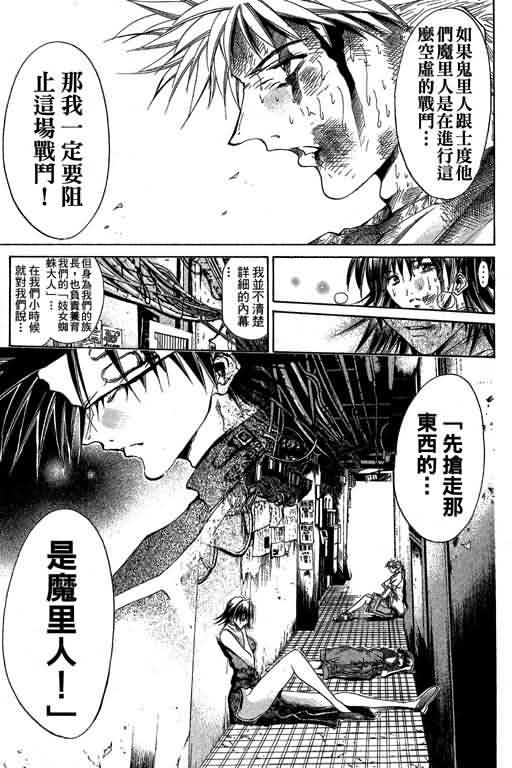 如果鬼里人跟士度他
們魔里人是在進行這
麼空虛的戰鬥…
那我一定要阻
止這場戰鬥！
…
我並不清楚
詳細的內幕
但身為我們的族
長，也負責養育
我們的「妓女蜘
蛛大人」…
在我們小時候
就對我們說…
「先搶走那
東西的…
是魔里人！」